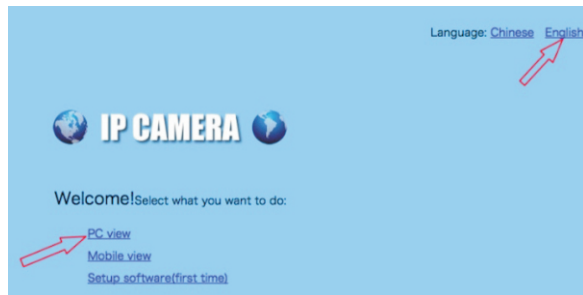 Language: Chinese English
IP CAMERA
Welcome!Select what you want to do:
PC view
Mobile view
Setup software(first time)